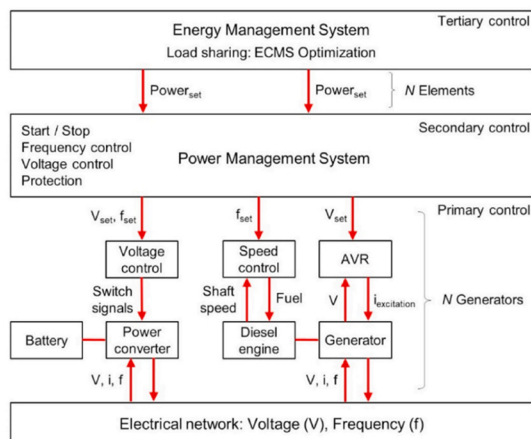 Tertiary control
Energy Management System
Load sharing: ECMS Optimization
Power_set
Power_set
N Elements
Secondary control
Start / Stop
Frequency control
Voltage control
Protection
Power Management System
Primary control
V_set, f_set
f_set
V_set
Voltage
control
Speed
control
AVR
Switch
signals
Shaft
speed
Fuel
V
i_excitation
N Generators
Battery
Power
converter
Diesel
engine
Generator
V, i, f
V, i, f
Electrical network: Voltage (V), Frequency (f)